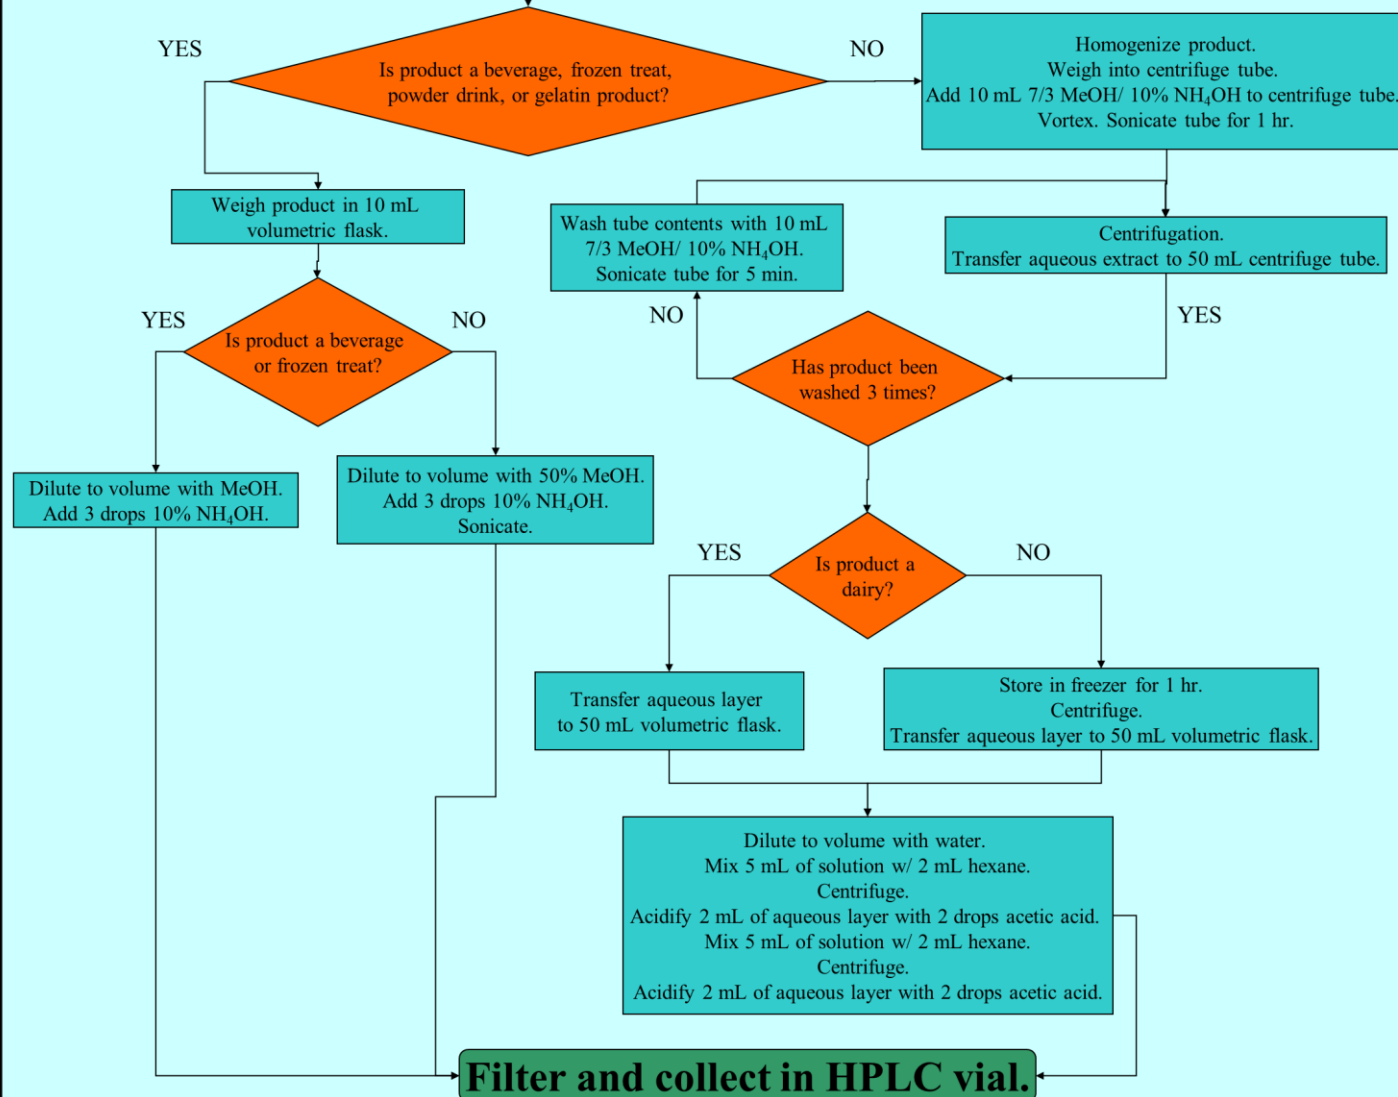 YES
NO
Is product a beverage, frozen treat,
powder drink, or gelatin product?
Homogenize product.
Weigh into centrifuge tube.
Add 10 mL 7/3 MeOH/ 10% NH₄OH to centrifuge tube.
Vortex. Sonicate tube for 1 hr.
Weigh product in 10 mL
volumetric flask.
Wash tube contents with 10 mL
7/3 MeOH/ 10% NH₄OH.
Sonicate tube for 5 min.
Centrifugation.
Transfer aqueous extract to 50 mL centrifuge tube.
YES
NO
Is product a beverage
or frozen treat?
NO
YES
Has product been
washed 3 times?
Dilute to volume with MeOH.
Add 3 drops 10% NH₄OH.
Dilute to volume with 50% MeOH.
Add 3 drops 10% NH₄OH.
Sonicate.
YES
NO
Is product a
dairy?
Transfer aqueous layer
to 50 mL volumetric flask.
Store in freezer for 1 hr.
Centrifuge.
Transfer aqueous layer to 50 mL volumetric flask.
Dilute to volume with water.
Mix 5 mL of solution w/ 2 mL hexane.
Centrifuge.
Acidify 2 mL of aqueous layer with 2 drops acetic acid.
Mix 5 mL of solution w/ 2 mL hexane.
Centrifuge.
Acidify 2 mL of aqueous layer with 2 drops acetic acid.
Filter and collect in HPLC vial.